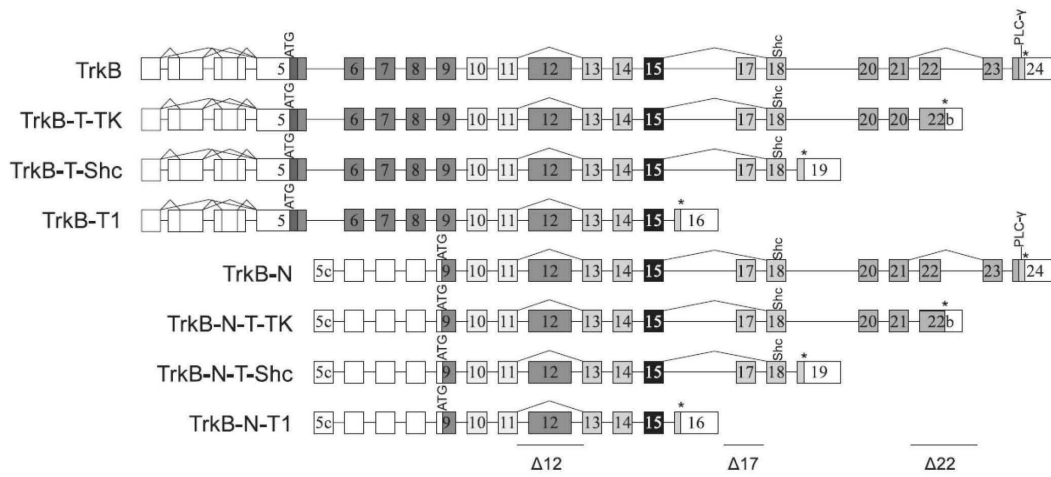 ATG Shc PLC-γ *
TrkB 5 6 7 8 9 10 11 12 13 14 15 17 18 20 21 22 23 24
ATG Shc *
TrkB-T-TK 5 6 7 8 9 10 11 12 13 14 15 17 18 20 20 22b
ATG Shc *
TrkB-T-Shc 5 6 7 8 9 10 11 12 13 14 15 17 18 19
ATG *
TrkB-T1 5 6 7 8 9 10 11 12 13 14 15 16
ATG Shc PLC-γ *
TrkB-N 5c 9 10 11 12 13 14 15 17 18 20 21 22 23 24
ATG Shc *
TrkB-N-T-TK 5c 9 10 11 12 13 14 15 17 18 20 21 22b
ATG Shc *
TrkB-N-T-Shc 5c 9 10 11 12 13 14 15 17 18 19
ATG *
TrkB-N-T1 5c 9 10 11 12 13 14 15 16
Δ12 Δ17 Δ22